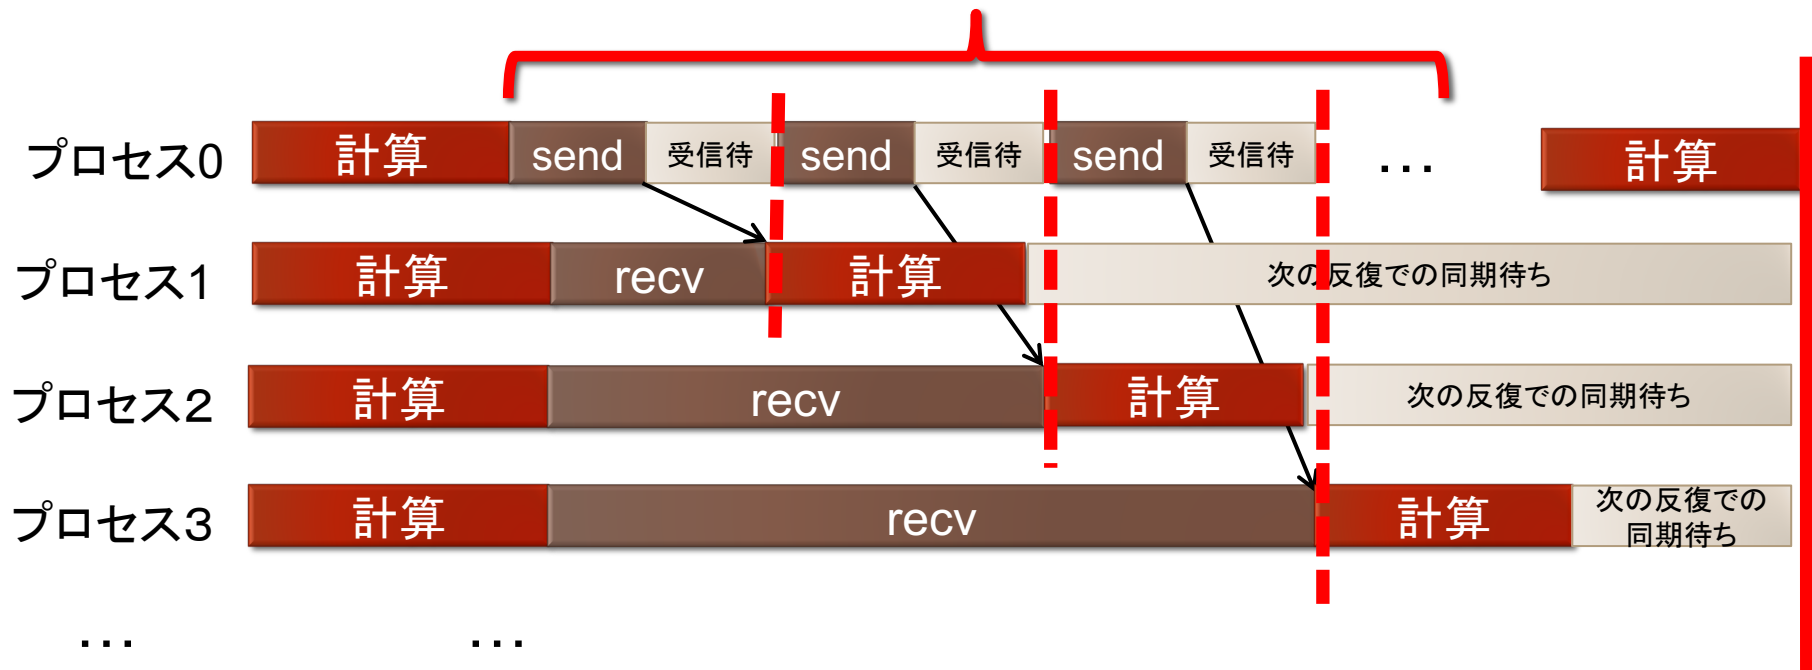 プロセス0 計算 send 受信待 send 受信待 send 受信待 … 計算
プロセス1 計算 recv 計算 次の反復での同期待ち
プロセス2 計算 recv 計算 次の反復での同期待ち
プロセス3 計算 recv 計算 次の反復での
同期待ち
… …